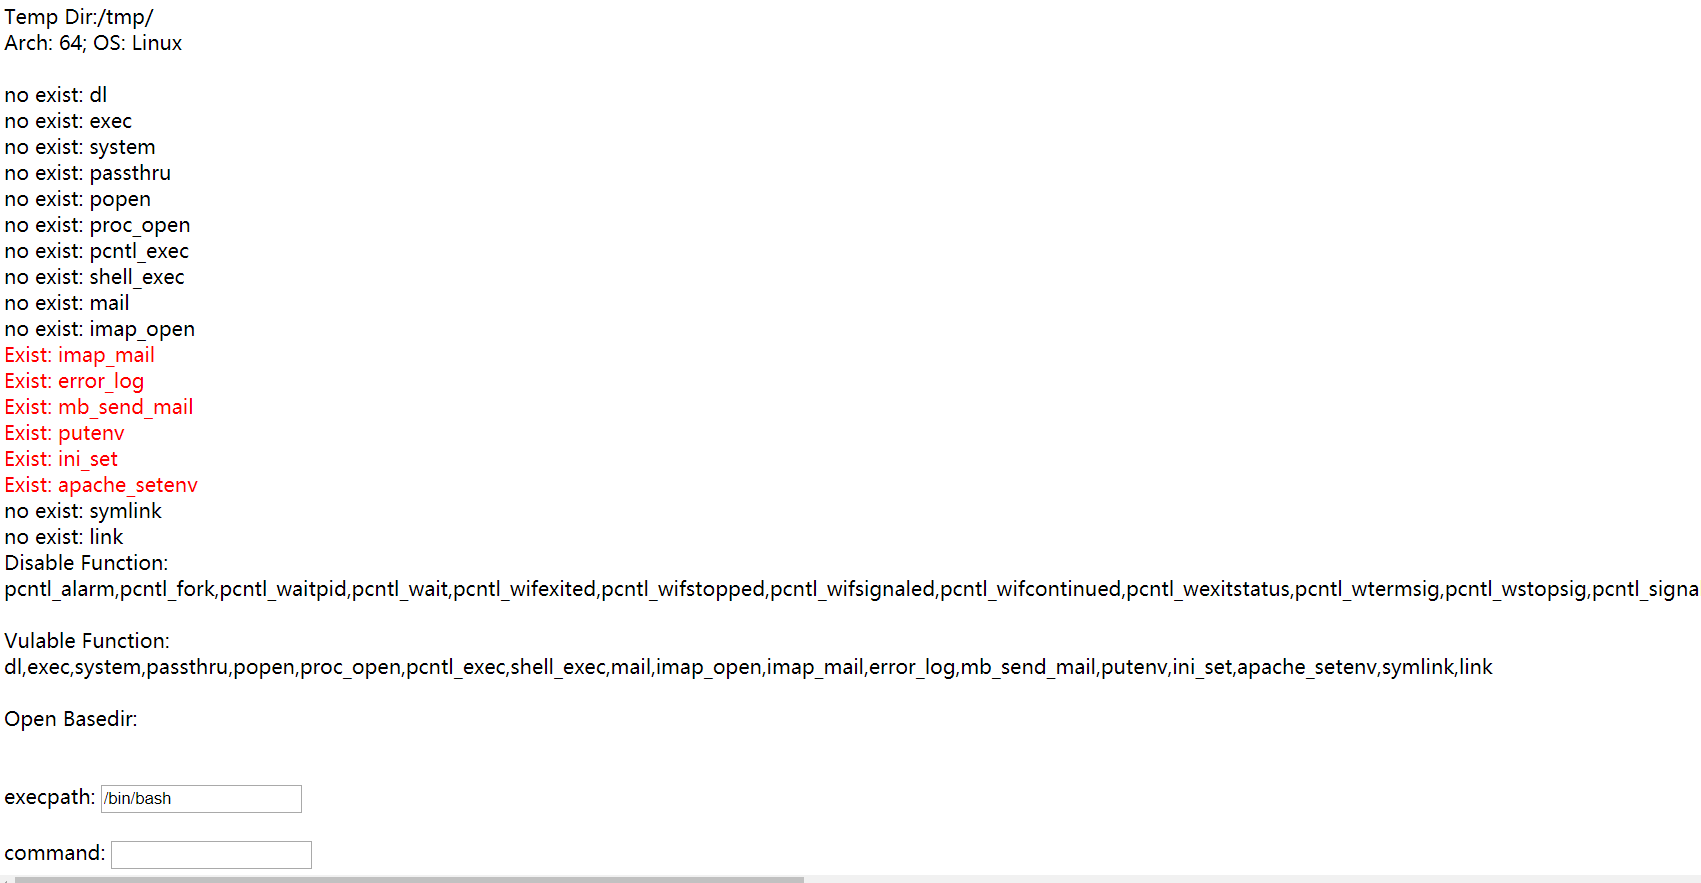 Temp Dir:/tmp/
Arch: 64; OS: Linux
no exist: dl
no exist: exec
no exist: system
no exist: passthru
no exist: popen
no exist: proc_open
no exist: pcntl_exec
no exist: shell_exec
no exist: mail
no exist: imap_open
Exist: imap_mail
Exist: error_log
Exist: mb_send_mail
Exist: putenv
Exist: ini_set
Exist: apache_setenv
no exist: symlink
no exist: link
Disable Function:
pcntl_alarm,pcntl_fork,pcntl_waitpid,pcntl_wait,pcntl_wifexited,pcntl_wifstopped,pcntl_wifsignaled,pcntl_wifcontinued,pcntl_wexitstatus,pcntl_wtermsig,pcntl_wstopsig,pcntl_signa
Vulable Function:
dl,exec,system,passthru,popen,proc_open,pcntl_exec,shell_exec,mail,imap_open,imap_mail,error_log,mb_send_mail,putenv,ini_set,apache_setenv,symlink,link
Open Basedir:
execpath: /bin/bash
command: